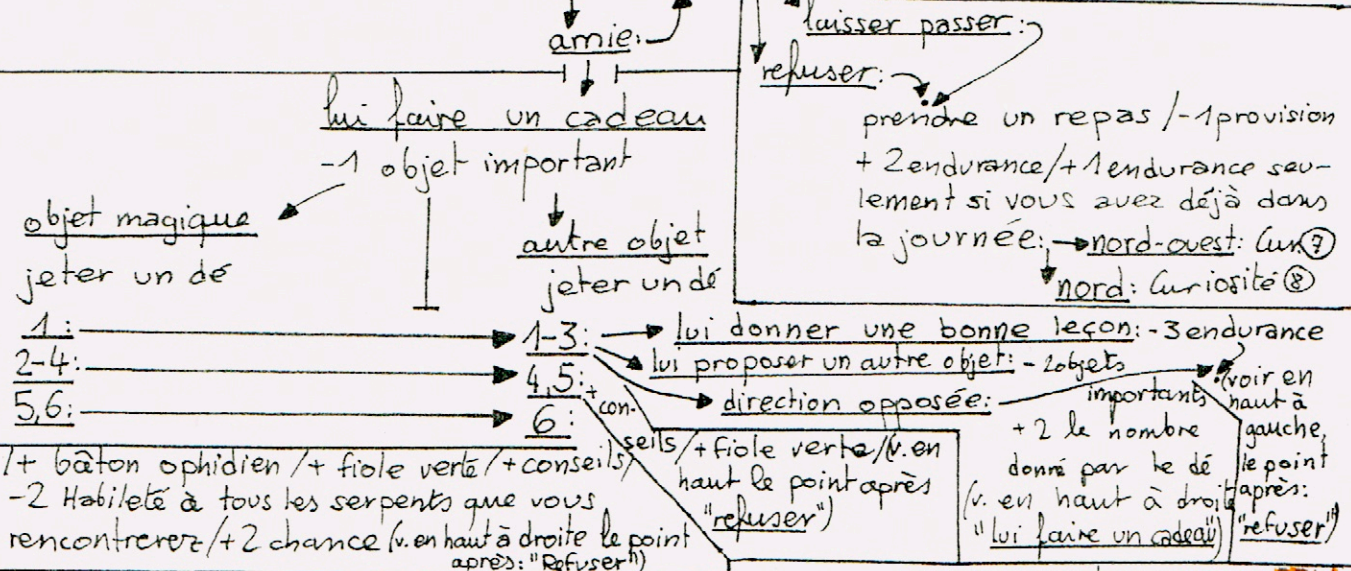 amie:
laisser passer:
refuser:
prendre un repas /-1 provision
+ 2 endurance/+1 endurance seu-
lement si vous avez déjà dans
la journée: nord-ouest: Cur. 7
nord: Curiosité 8
lui faire un cadeau
-1 objet important
objet magique
jeter un dé
autre objet
jeter un dé
1:
2-4:
5,6:
1-3: lui donner une bonne leçon: -3 endurance
lui proposer un autre objet: - 2 objets
importants
+2 le nombre
donné par le dé
(v. en haut à droite
"lui faire un cadeau")
direction opposée:
(voir en
haut à
gauche,
le point
après:
"refuser")
4,5: + con-
seils/+fiole verte/(v. en
haut le point après
"refuser")
6:
/+ bâton ophidien /+ fiole verte /+conseils/
-2 Habileté à tous les serpents que vous
rencontrerez/+2 chance (v. en haut à droite le point
après: "Refuser")